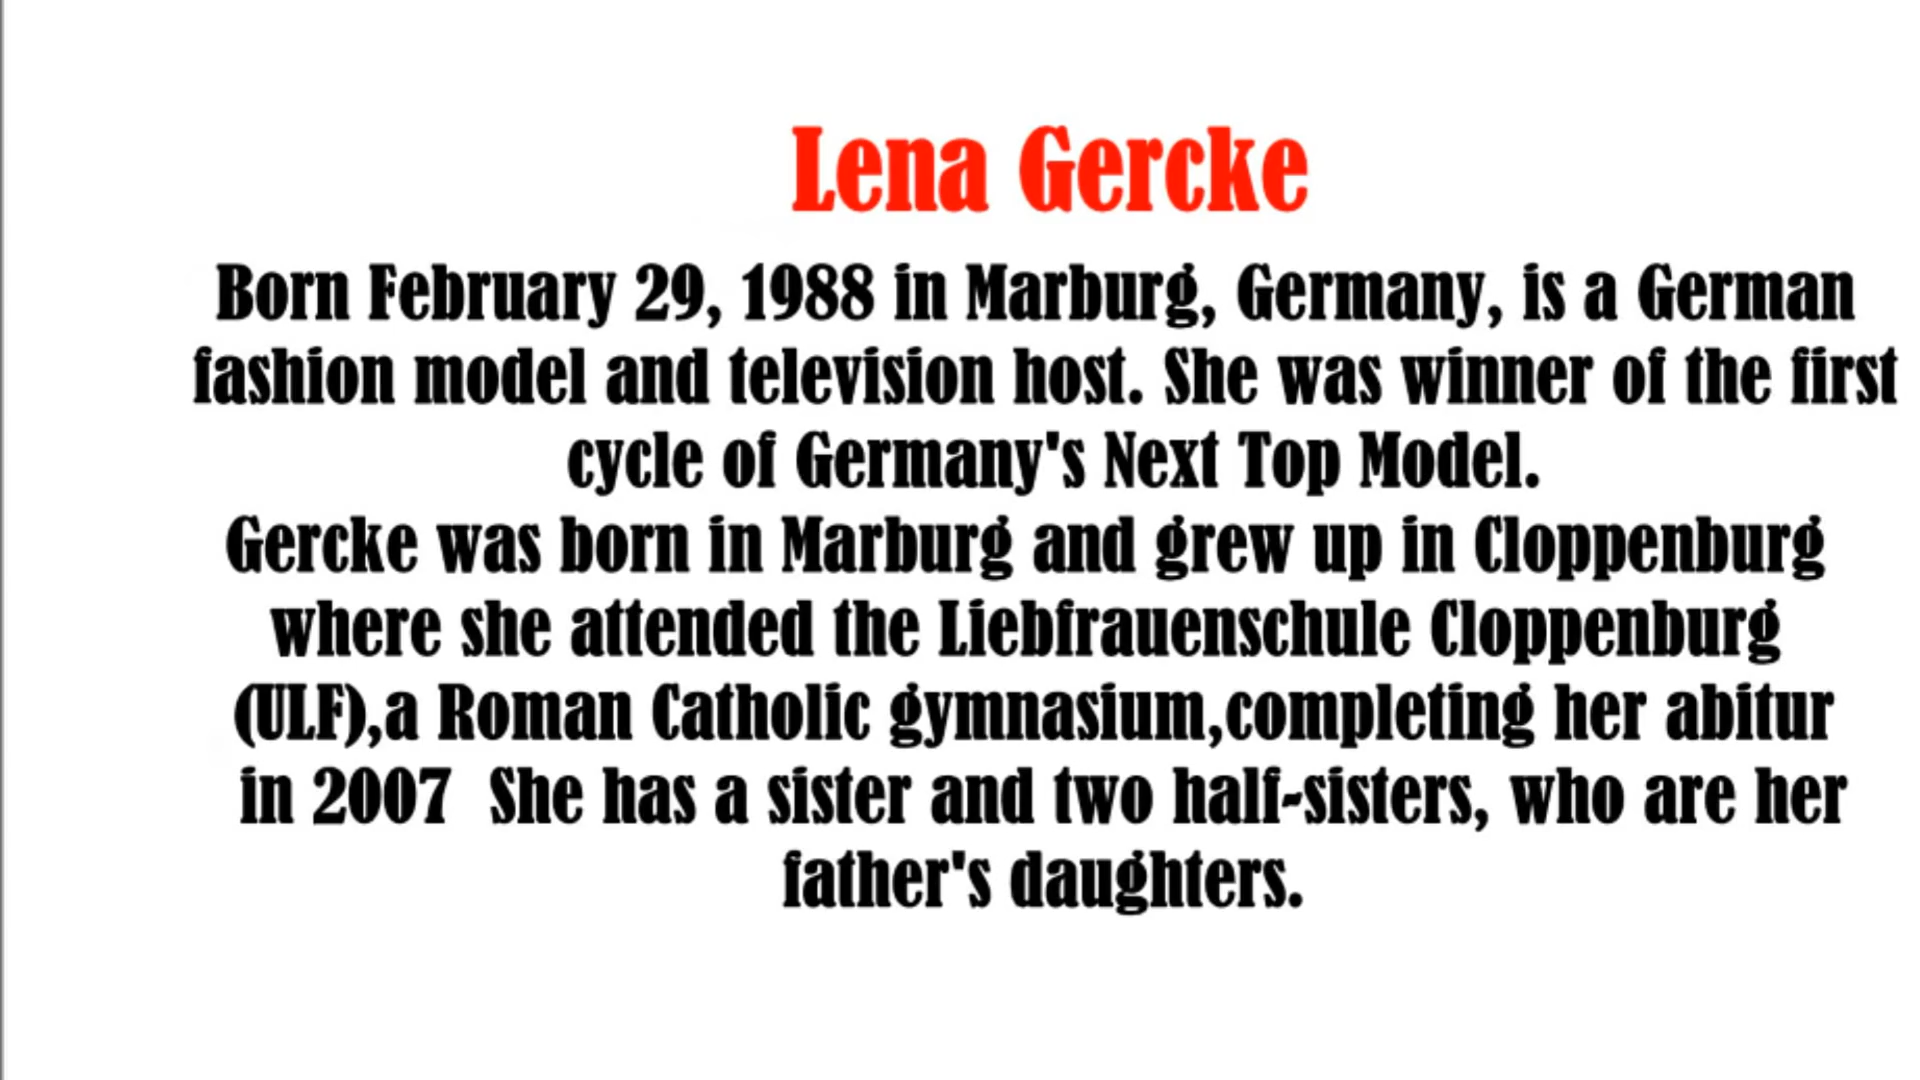 Lena Gercke
Born February 29, 1988 in Marburg, Germany, is a German
fashion model and television host. She was winner of the first
cycle of Germany's Next Top Model.
Gercke was born in Marburg and grew up in Cloppenburg
where she attended the Liebfrauenschule Cloppenburg
(ULF),a Roman Catholic gymnasium,completing her abitur
in 2007  She has a sister and two half-sisters, who are her
father's daughters.